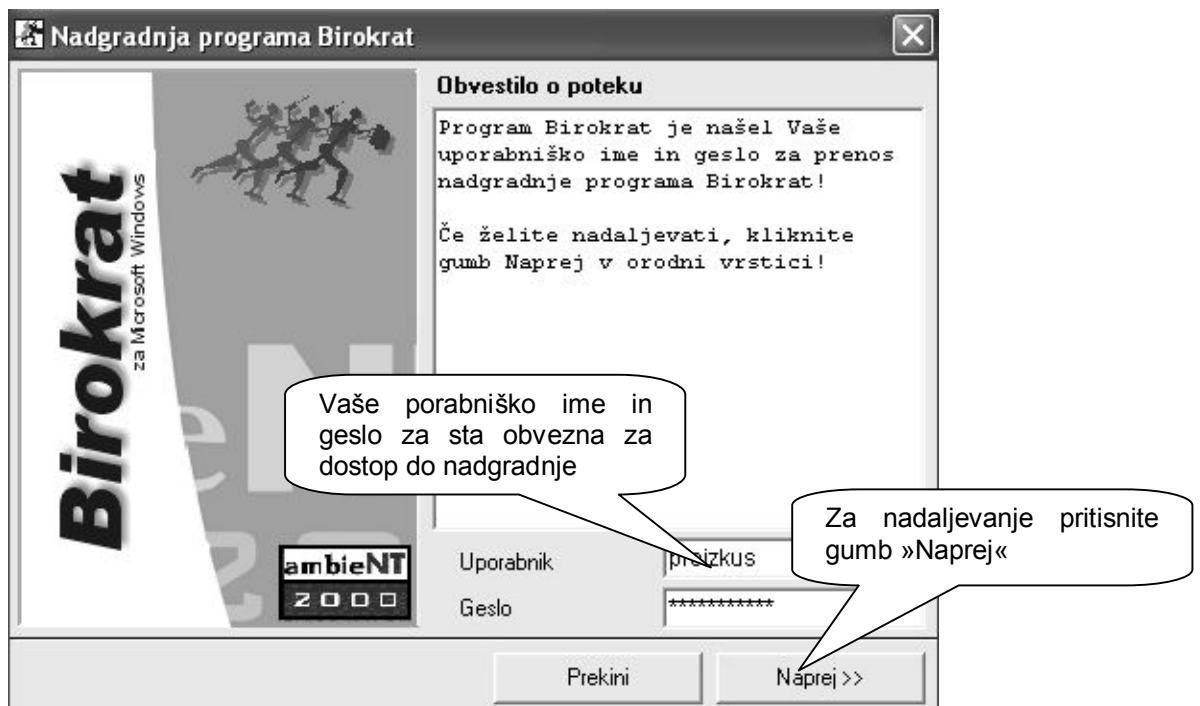 Nadgradnja programa Birokrat
Birokrat
za Microsoft Windows
Obvestilo o poteku
Program Birokrat je našel Vaše
uporabniško ime in geslo za prenos
nadgradnje programa Birokrat!
Če želite nadaljevati, kliknite
gumb Naprej v orodni vrstici!
Vaše porabniško ime in
geslo za sta obvezna za
dostop do nadgradnje
Za nadaljevanje pritisnite
gumb »Naprej«
ambieNT
2000
Uporabnik
Geslo
***********
Prekini
Naprej >>